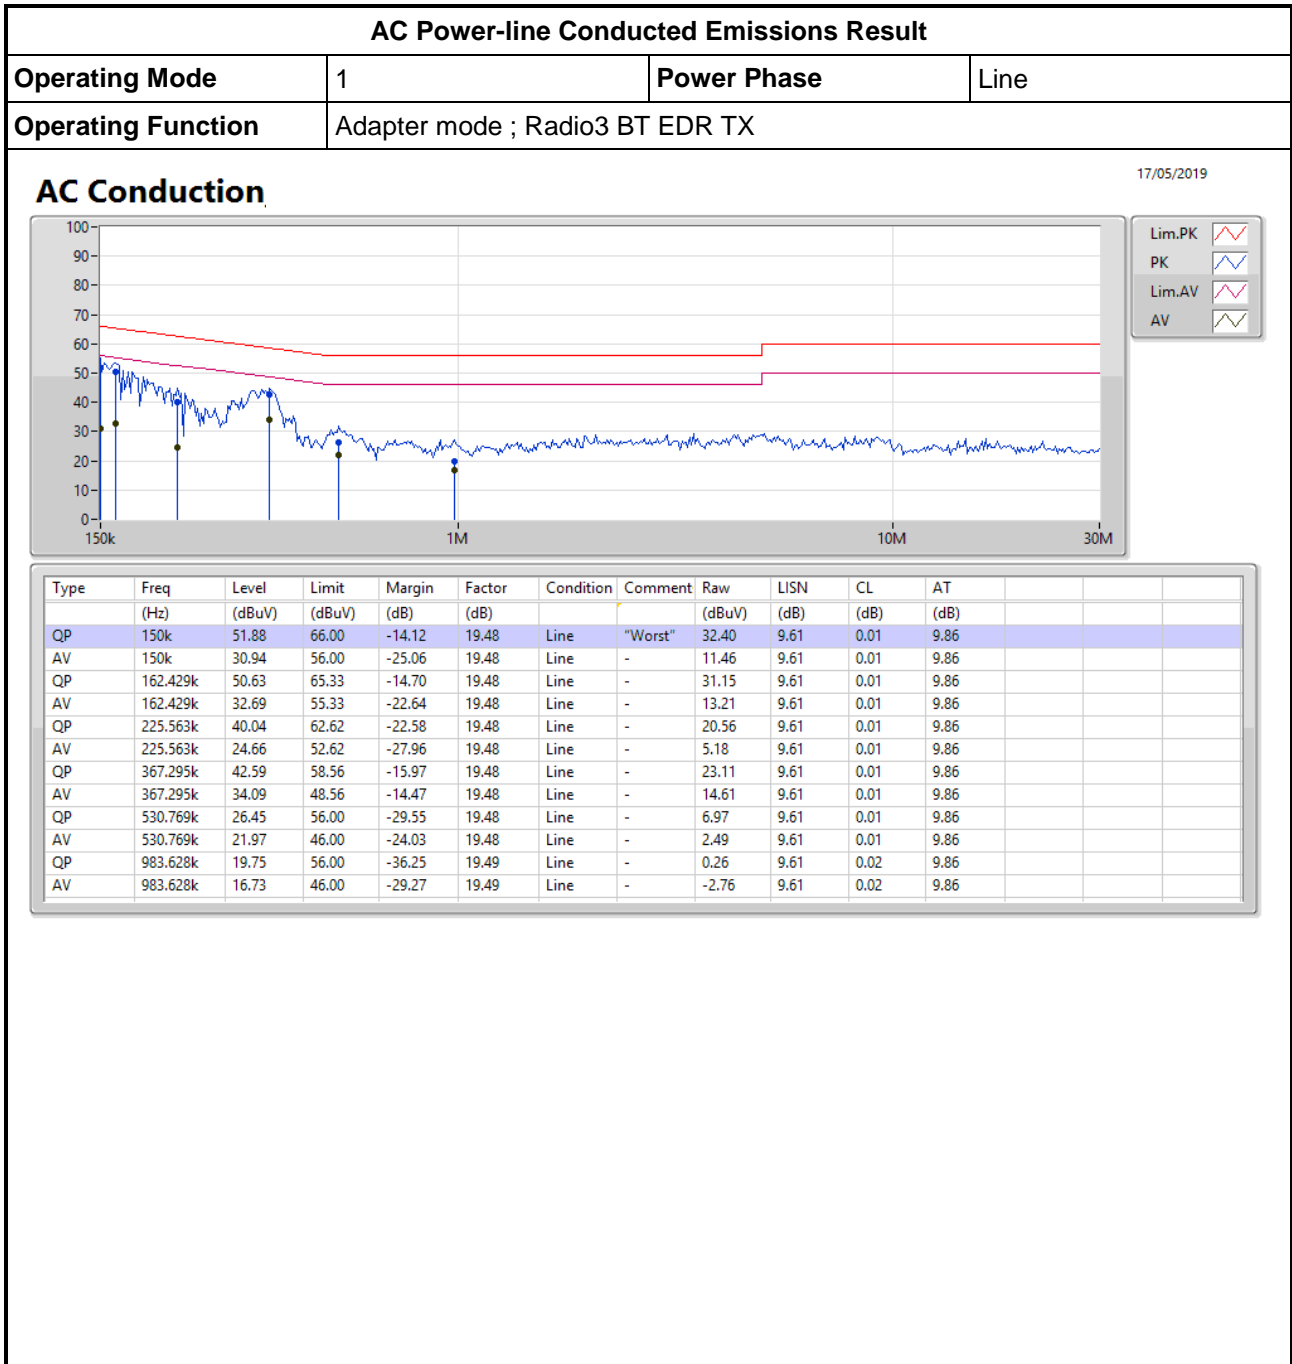 AC Power-line Conducted Emissions Result
Operating Mode 1 Power Phase Line
Operating Function Adapter mode ; Radio3 BT EDR TX
17/05/2019
AC Conduction
100
90
80
70
60
50
40
30
20
10
0
150k 1M 10M 30M
Lim.PK
PK
Lim.AV
AV
Type Freq Level Limit Margin Factor Condition Comment Raw LISN CL AT
(Hz) (dBuV) (dBuV) (dB) (dB) (dBuV) (dB) (dB) (dB)
QP 150k 51.88 66.00 -14.12 19.48 Line "Worst" 32.40 9.61 0.01 9.86
AV 150k 30.94 56.00 -25.06 19.48 Line - 11.46 9.61 0.01 9.86
QP 162.429k 50.63 65.33 -14.70 19.48 Line - 31.15 9.61 0.01 9.86
AV 162.429k 32.69 55.33 -22.64 19.48 Line - 13.21 9.61 0.01 9.86
QP 225.563k 40.04 62.62 -22.58 19.48 Line - 20.56 9.61 0.01 9.86
AV 225.563k 24.66 52.62 -27.96 19.48 Line - 5.18 9.61 0.01 9.86
QP 367.295k 42.59 58.56 -15.97 19.48 Line - 23.11 9.61 0.01 9.86
AV 367.295k 34.09 48.56 -14.47 19.48 Line - 14.61 9.61 0.01 9.86
QP 530.769k 26.45 56.00 -29.55 19.48 Line - 6.97 9.61 0.01 9.86
AV 530.769k 21.97 46.00 -24.03 19.48 Line - 2.49 9.61 0.01 9.86
QP 983.628k 19.75 56.00 -36.25 19.49 Line - 0.26 9.61 0.02 9.86
AV 983.628k 16.73 46.00 -29.27 19.49 Line - -2.76 9.61 0.02 9.86